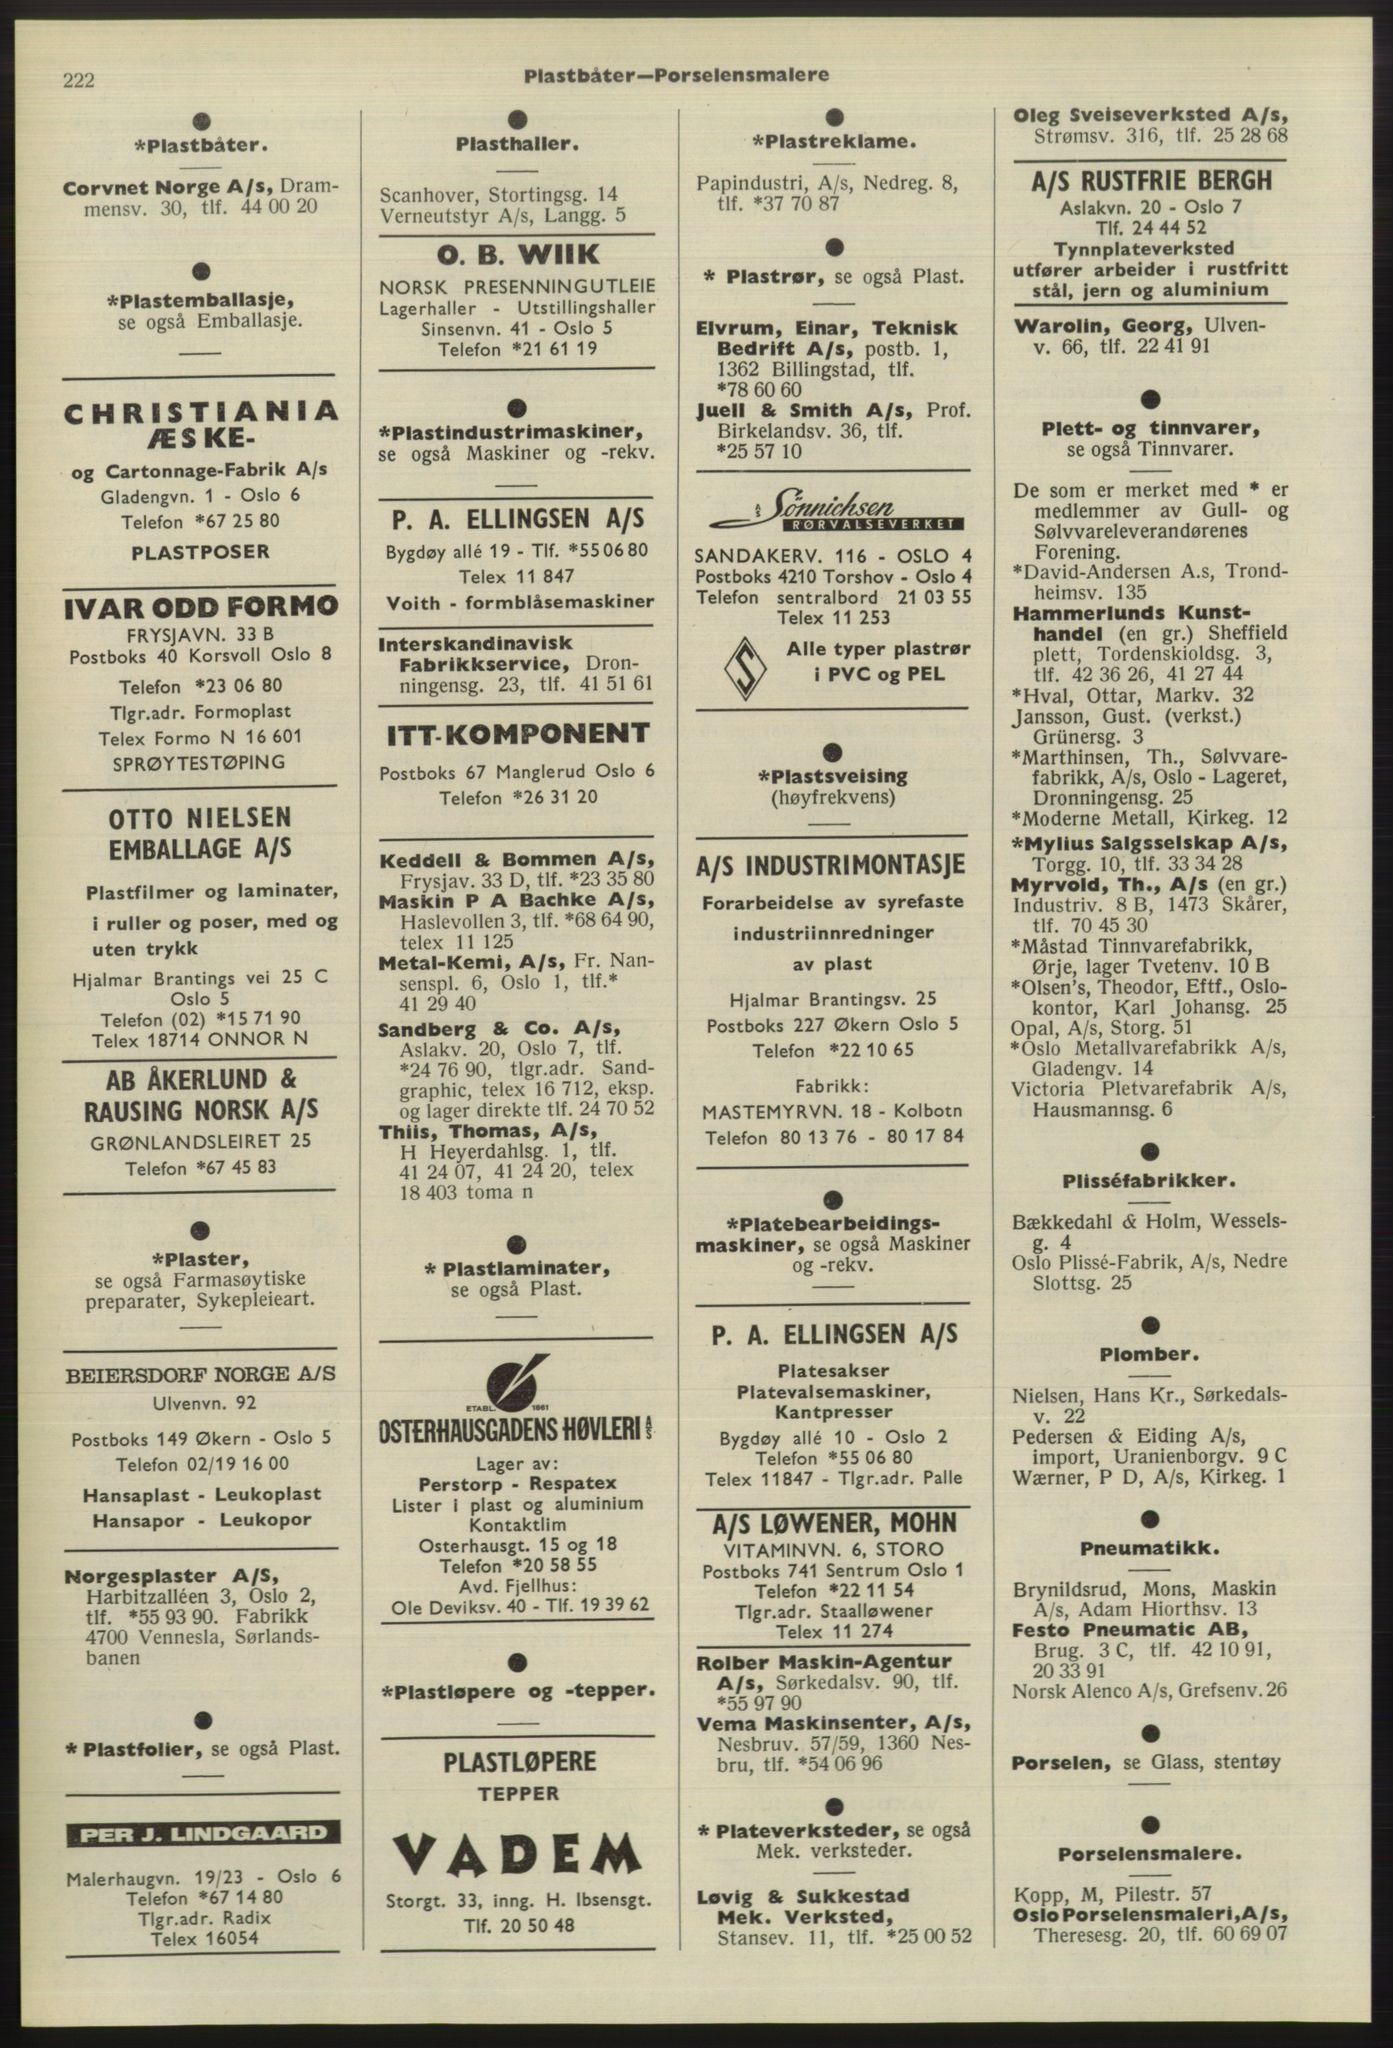 222
Plastbåter—Porselensmalere
*Plastbåter.
Corvnet Norge A/s, Dram-
mensv. 30, tlf. 44 00 20
*Plastemballasje,
se også Emballasje.
CHRISTIANIA
ÆSKE-
og Cartonnage-Fabrik A/s
Gladengvn. 1 - Oslo 6
Telefon *67 25 80
PLASTPOSER
IVAR ODD FORMO
FRYSJAVN. 33 B
Postboks 40 Korsvoll Oslo 8
Telefon *23 06 80
Tlgr.adr. Formoplast
Telex Formo N 16 601
SPRØYTESTØPING
OTTO NIELSEN
EMBALLAGE A/S
Plastfilmer og laminater,
i ruller og poser, med og
uten trykk
Hjalmar Brantings vei 25 C
Oslo 5
Telefon (02) *15 71 90
Telex 18714 ONNOR N
AB ÅKERLUND &
RAUSING NORSK A/S
GRØNLANDSLEIRET 25
Telefon *67 45 83
*Plaster,
se også Farmasøytiske
preparater, Sykepleieart.
BEIERSDORF NORGE A/S
Ulvenvn. 92
Postboks 149 Økern - Oslo 5
Telefon 02/19 16 00
Hansaplast - Leukoplast
Hansapor - Leukopor
Norgesplaster A/S,
Harbitzalléen 3, Oslo 2,
tlf. *55 93 90. Fabrikk
4700 Vennesla, Sørlands-
banen
* Plastfolier, se også Plast.
PER J. LINDGAARD
Malerhaugvn. 19/23 - Oslo 6
Telefon *67 14 80
Tlgr.adr. Radix
Telex 16054
Plasthaller.
Scanhover, Stortingsg. 14
Verneutstyr A/s, Langg. 5
O. B. WIIK
NORSK PRESENNINGUTLEIE
Lagerhaller - Utstillingshaller
Sinsenvn. 41 - Oslo 5
Telefon *21 61 19
*Plastindustrimaskiner,
se også Maskiner og -rekv.
P. A. ELLINGSEN A/S
Bygdøy allé 19 - Tlf. *55 06 80
Telex 11 847
Voith - formblåsemaskiner
Interskandinavisk
Fabrikkservice, Dron-
ningensg. 23, tlf. 41 51 61
ITT-KOMPONENT
Postboks 67 Manglerud Oslo 6
Telefon *26 31 20
Keddell & Bommen A/s,
Frysjav. 33 D, tlf. *23 35 80
Maskin P A Bachke A/s,
Haslevollen 3, tlf. *68 64 90,
telex 11 125
Metal-Kemi, A/s, Fr. Nan-
senspl. 6, Oslo 1, tlf.*
41 29 40
Sandberg & Co. A/s,
Aslakv. 20, Oslo 7, tlf.
*24 76 90, tlgr.adr. Sand-
graphic, telex 16 712, eksp.
og lager direkte tlf. 24 70 52
Thiis, Thomas, A/s,
H Heyerdahlsg. 1, tlf.
41 24 07, 41 24 20, telex
18 403 toma n
* Plastlaminater,
se også Plast.
ETABL. 1861
OSTERHAUSGADENS HØVLERI A/S
Lager av:
Perstorp - Respatex
Lister i plast og aluminium
Kontaktlim
Osterhausgt. 15 og 18
Telefon *20 58 55
Avd. Fjellhus:
Ole Deviksv. 40 - Tlf. 19 39 62
*Plastløpere og -tepper.
PLASTLØPERE
TEPPER
VADEM
Storgt. 33, inng. H. Ibsensgt.
Tlf. 20 50 48
*Plastreklame.
Papindustri, A/s, Nedreg. 8,
tlf. *37 70 87
* Plastrør, se også Plast.
Elvrum, Einar, Teknisk
Bedrift A/s, postb. 1,
1362 Billingstad, tlf.
*78 60 60
Juell & Smith A/s, Prof.
Birkelandsv. 36, tlf.
*25 57 10
A/S Sönnichsen
RØRVALSEVERKET
SANDAKERV. 116 - OSLO 4
Postboks 4210 Torshov - Oslo 4
Telefon sentralbord 21 03 55
Telex 11 253
S
Alle typer plastrør
i PVC og PEL
*Plastsveising
(høyfrekvens)
A/S INDUSTRIMONTASJE
Forarbeidelse av syrefaste
industriinnredninger
av plast
Hjalmar Brantingsv. 25
Postboks 227 Økern Oslo 5
Telefon *22 10 65
Fabrikk:
MASTEMYRVN. 18 - Kolbotn
Telefon 80 13 76 - 80 17 84
*Platebearbeidings-
maskiner, se også Maskiner
og -rekv.
P. A. ELLINGSEN A/S
Platesakser
Platevalsemaskiner,
Kantpresser
Bygdøy allé 10 - Oslo 2
Telefon *55 06 80
Telex 11847 - Tlgr.adr. Palle
A/S LØWENER, MOHN
VITAMINVN. 6, STORO
Postboks 741 Sentrum Oslo 1
Telefon *22 11 54
Tlgr.adr. Staalløwener
Telex 11 274
Rolber Maskin-Agentur
A/s, Sørkedalsv. 90, tlf.
*55 97 90
Vema Maskinsenter, A/s,
Nesbruv. 57/59, 1360 Nes-
bru, tlf. *54 06 96
* Plateverksteder, se også
Mek. verksteder.
Løvig & Sukkestad
Mek. Verksted,
Stansev. 11, tlf. *25 00 52
Oleg Sveiseverksted A/s,
Strømsv. 316, tlf. 25 28 68
A/S RUSTFRIE BERGH
Aslakvn. 20 - Oslo 7
Tlf. 24 44 52
Tynnplateverksted
utfører arbeider i rustfritt
stål, jern og aluminium
Warolin, Georg, Ulven-
v. 66, tlf. 22 41 91
Plett- og tinnvarer,
se også Tinnvarer.
De som er merket med * er
medlemmer av Gull- og
Sølvvareleverandørenes
Forening.
*David-Andersen A.s, Trond-
heimsv. 135
Hammerlunds Kunst-
handel (en gr.) Sheffield
plett, Tordenskioldsg. 3,
tlf. 42 36 26, 41 27 44
*Hval, Ottar, Markv. 32
Jansson, Gust. (verkst.)
Grünersg. 3
*Marthinsen, Th., Sølvvare-
fabrikk, A/s, Oslo - Lageret,
Dronningensg. 25
*Moderne Metall, Kirkeg. 12
*Mylius Salgsselskap A/s,
Torgg. 10, tlf. 33 34 28
Myrvold, Th., A/s (en gr.)
Industriv. 8 B, 1473 Skårer,
tlf. 70 45 30
*Måstad Tinnvarefabrikk,
Ørje, lager Tvetenv. 10 B
*Olsen's, Theodor, Eftf., Oslo-
kontor, Karl Johansg. 25
Opal, A/s, Storg. 51
*Oslo Metallvarefabrikk A/s,
Gladengv. 14
Victoria Pletvarefabrik A/s,
Hausmannsg. 6
Plisséfabrikker.
Bækkedahl & Holm, Wessels-
g. 4
Oslo Plissé-Fabrik, A/s, Nedre
Slottsg. 25
Plomber.
Nielsen, Hans Kr., Sørkedals-
v. 22
Pedersen & Eiding A/s,
import, Uranienborgv. 9 C
Wærner, P D, A/s, Kirkeg. 1
Pneumatikk.
Brynildsrud, Mons, Maskin
A/s, Adam Hiorthsv. 13
Festo Pneumatic AB,
Brug. 3 C, tlf. 42 10 91,
20 33 91
Norsk Alenco A/s, Grefsenv. 26
Porselen, se Glass, stentøy
Porselensmalere.
Kopp, M, Pilestr. 57
Oslo Porselensmaleri, A/s,
Theresesg. 20, tlf. 60 69 07